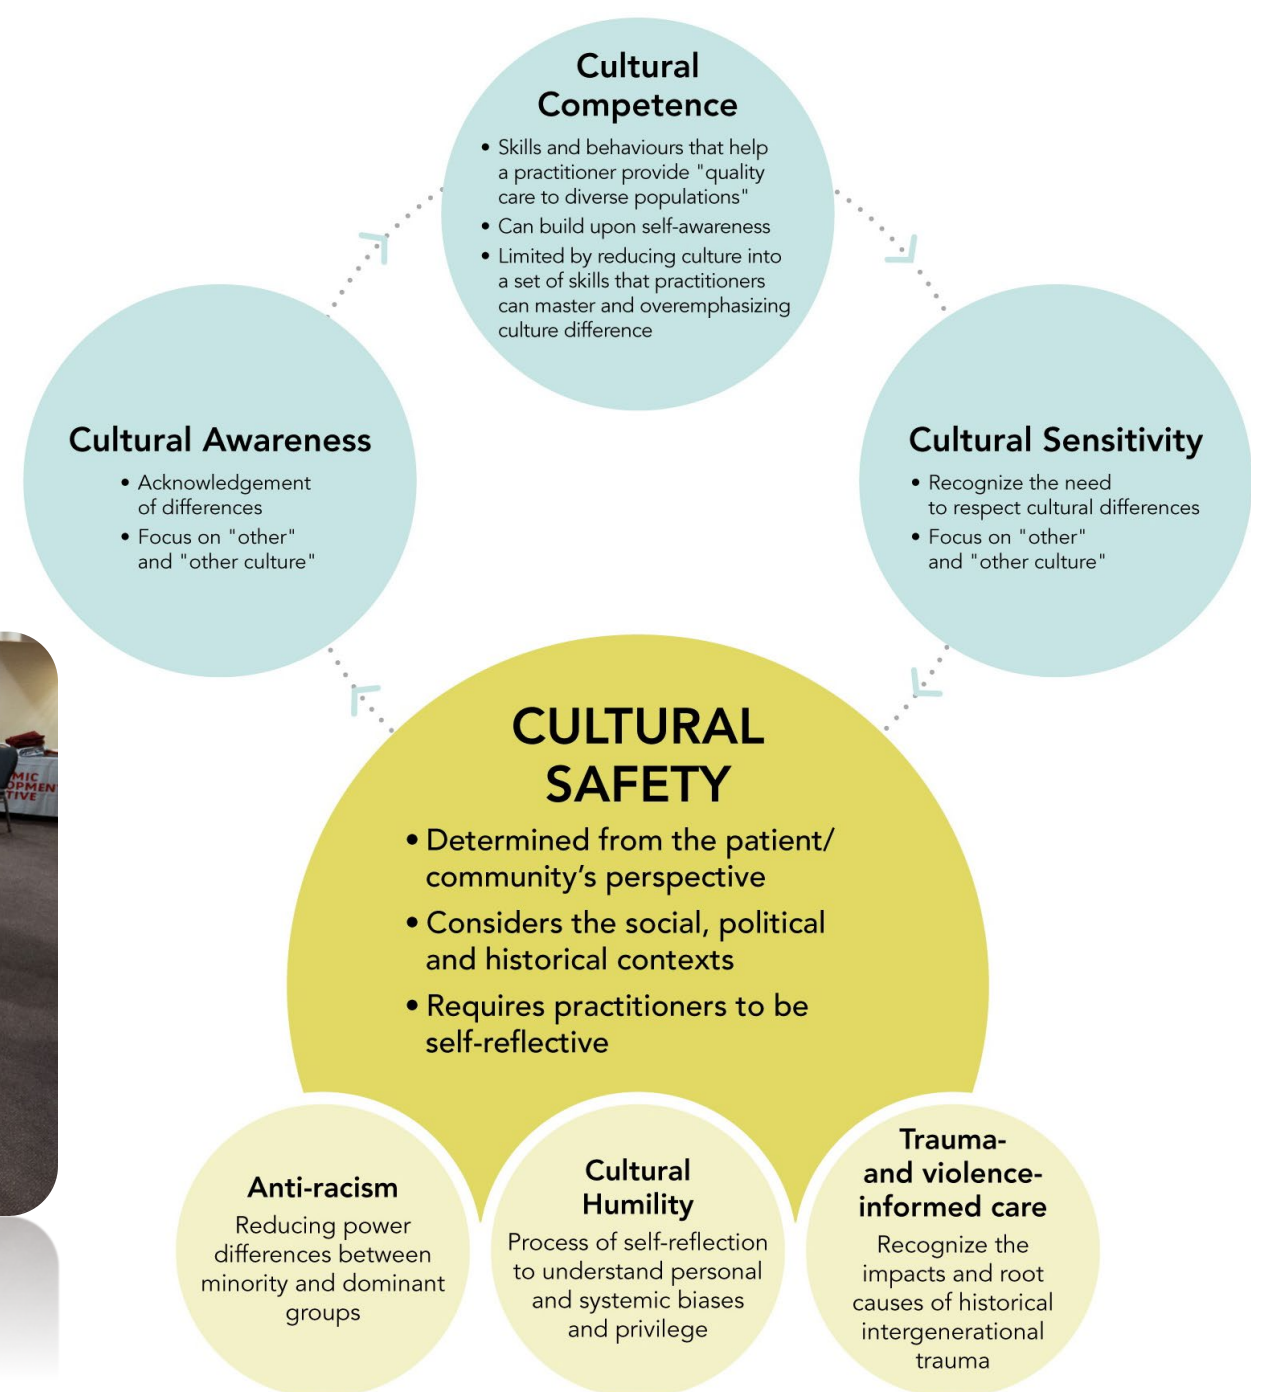 Cultural
Competence
• Skills and behaviours that help
a practitioner provide "quality
care to diverse populations"
• Can build upon self-awareness
• Limited by reducing culture into
a set of skills that practitioners
can master and overemphasizing
culture difference
Cultural Awareness
• Acknowledgement
of differences
• Focus on "other"
and "other culture"
Cultural Sensitivity
• Recognize the need
to respect cultural differences
• Focus on "other"
and "other culture"
CULTURAL
SAFETY
• Determined from the patient/
community’s perspective
• Considers the social, political
and historical contexts
• Requires practitioners to be
self-reflective
Anti-racism
Reducing power
differences between
minority and dominant
groups
Cultural
Humility
Process of self-reflection
to understand personal
and systemic biases
and privilege
Trauma-
and violence-
informed care
Recognize the
impacts and root
causes of historical
intergenerational
trauma